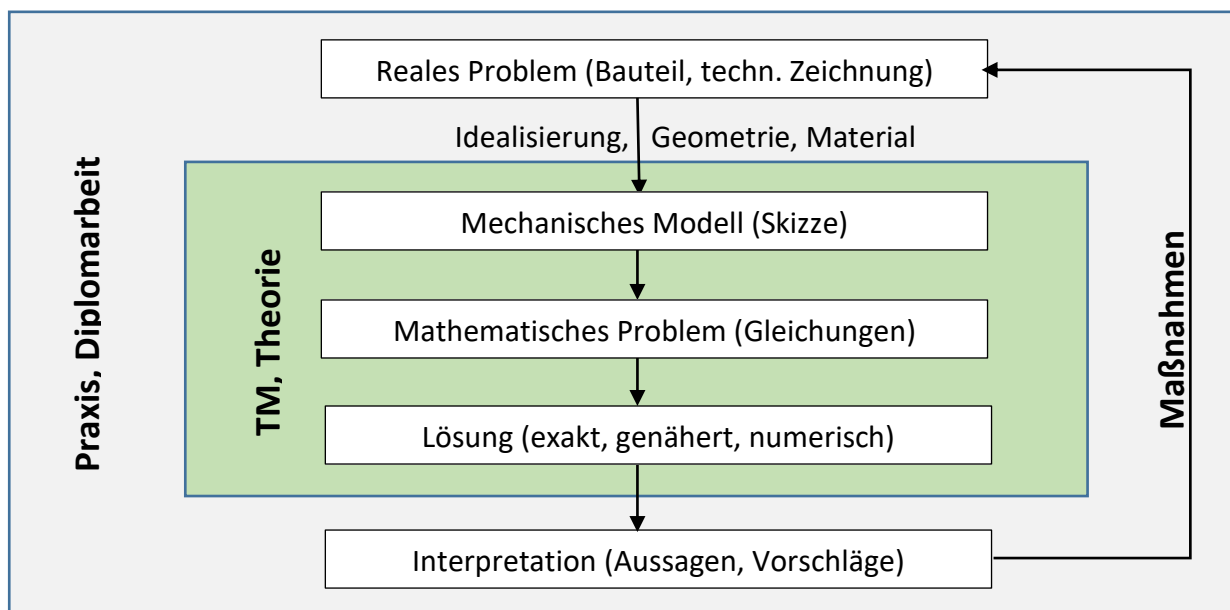 Reales Problem (Bauteil, techn. Zeichnung)
Idealisierung, Geometrie, Material
Praxis, Diplomarbeit
TM, Theorie
Mechanisches Modell (Skizze)
Mathematisches Problem (Gleichungen)
Lösung (exakt, genähert, numerisch)
Maßnahmen
Interpretation (Aussagen, Vorschläge)